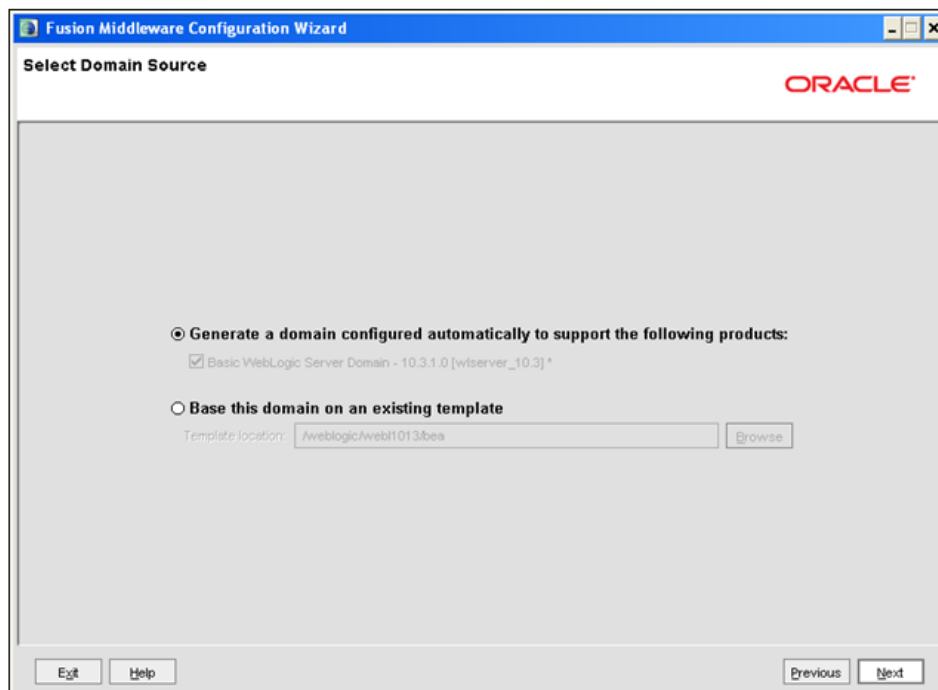 Fusion Middleware Configuration Wizard
Select Domain Source
ORACLE
Generate a domain configured automatically to support the following products:
Basic WebLogic Server Domain - 10.3.1.0 [wlserver_10.3] *
Base this domain on an existing template
Template location: /weblogic/webl1013/bea Browse
Exit Help Previous Next